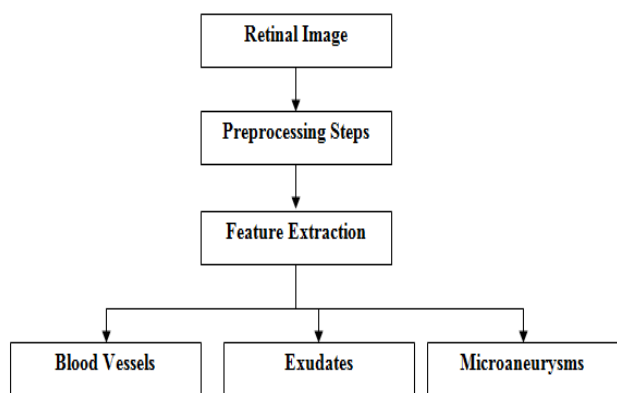 Retinal Image
Preprocessing Steps
Feature Extraction
Blood Vessels
Exudates
Microaneurysms